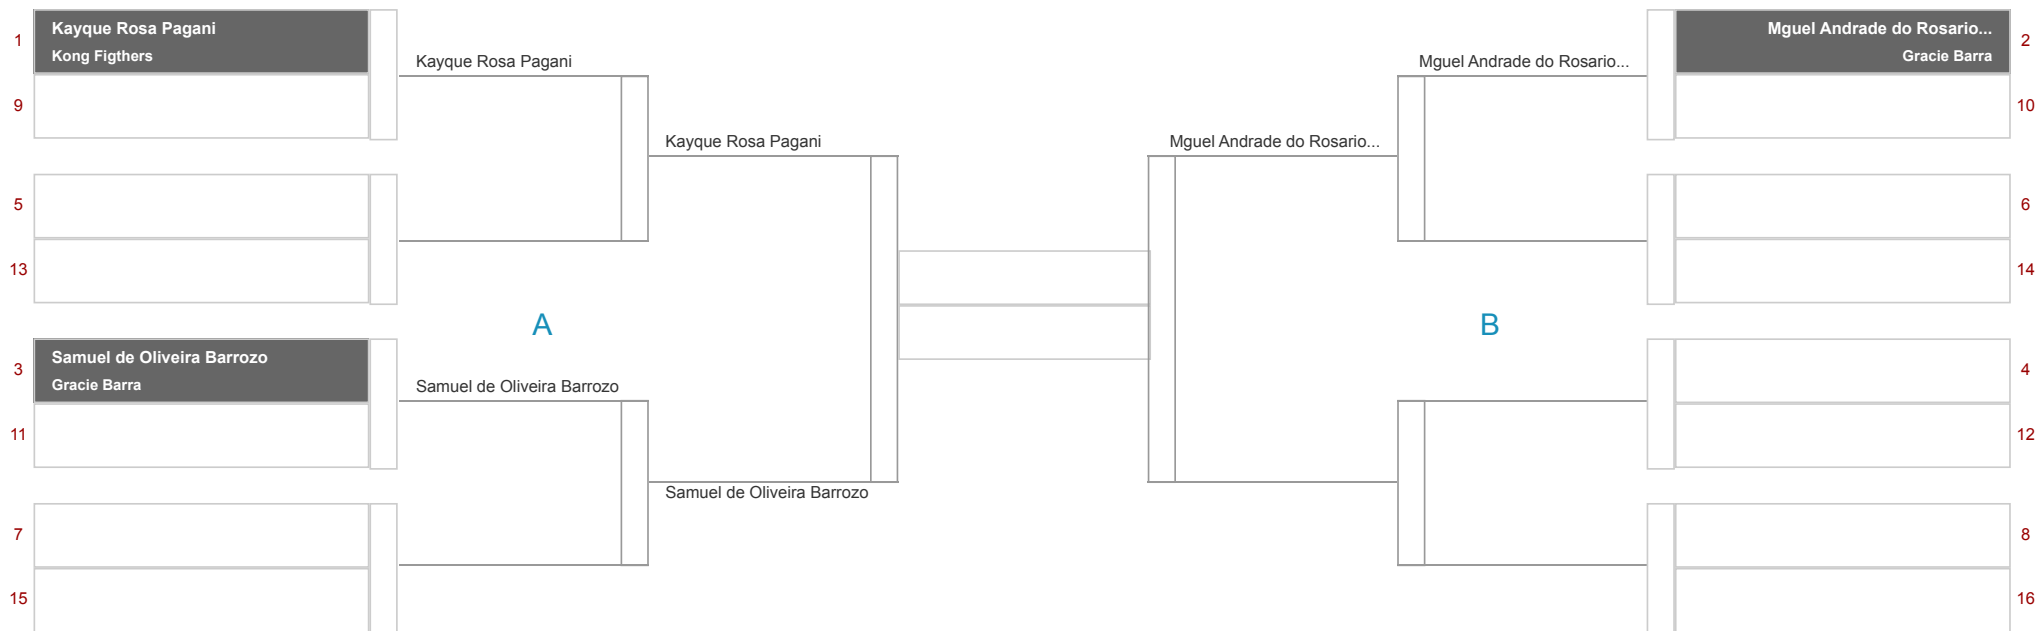 1
Kayque Rosa Pagani
Kong Figthers
9
5
13
3
Samuel de Oliveira Barrozo
Gracie Barra
11
7
15
Kayque Rosa Pagani
Samuel de Oliveira Barrozo
A
Kayque Rosa Pagani
Samuel de Oliveira Barrozo
Mguel Andrade do Rosario...
Mguel Andrade do Rosario...
B
Mguel Andrade do Rosario...
Gracie Barra
2
10
6
14
4
12
8
16